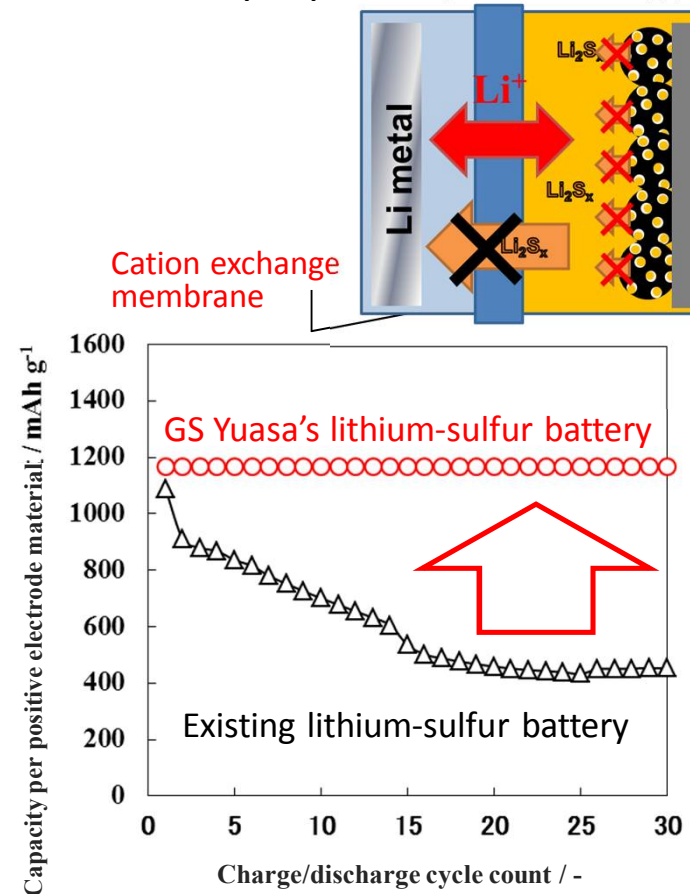 Li₂Sₓ
Li⁺
Li metal
Li₂Sₓ
Li₂Sₓ
Cation exchange
membrane
Capacity per positive electrode material / mAh g⁻¹
1600
1400
1200
1000
800
600
400
200
0
GS Yuasa's lithium-sulfur battery
Existing lithium-sulfur battery
0 5 10 15 20 25 30
Charge/discharge cycle count / -